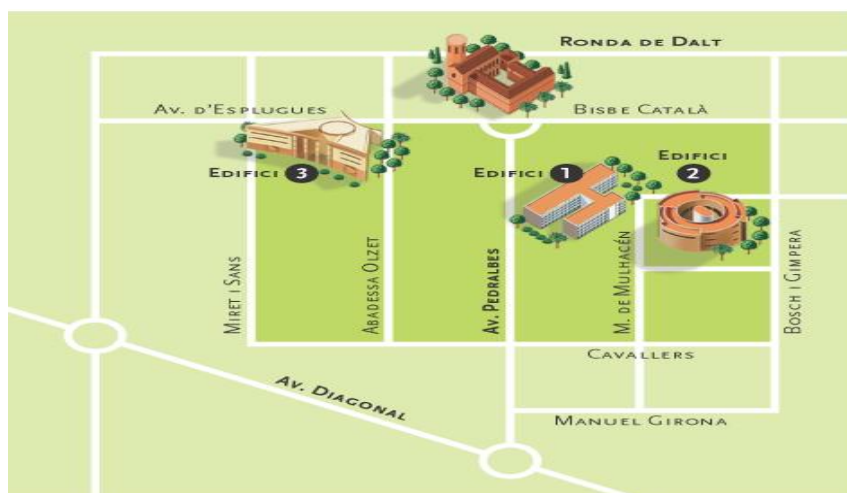 RONDA DE DALT
AV. D'ESPLUGUES
BISBE CATALÀ
EDIFICI 3
EDIFICI 1
EDIFICI
2
MIRET I SANS
ABADESSA OLZET
AV. PEDRALBES
M. DE MULHACÉN
BOSCH I GIMPERA
CAVALLERS
AV. DIAGONAL
MANUEL GIRONA